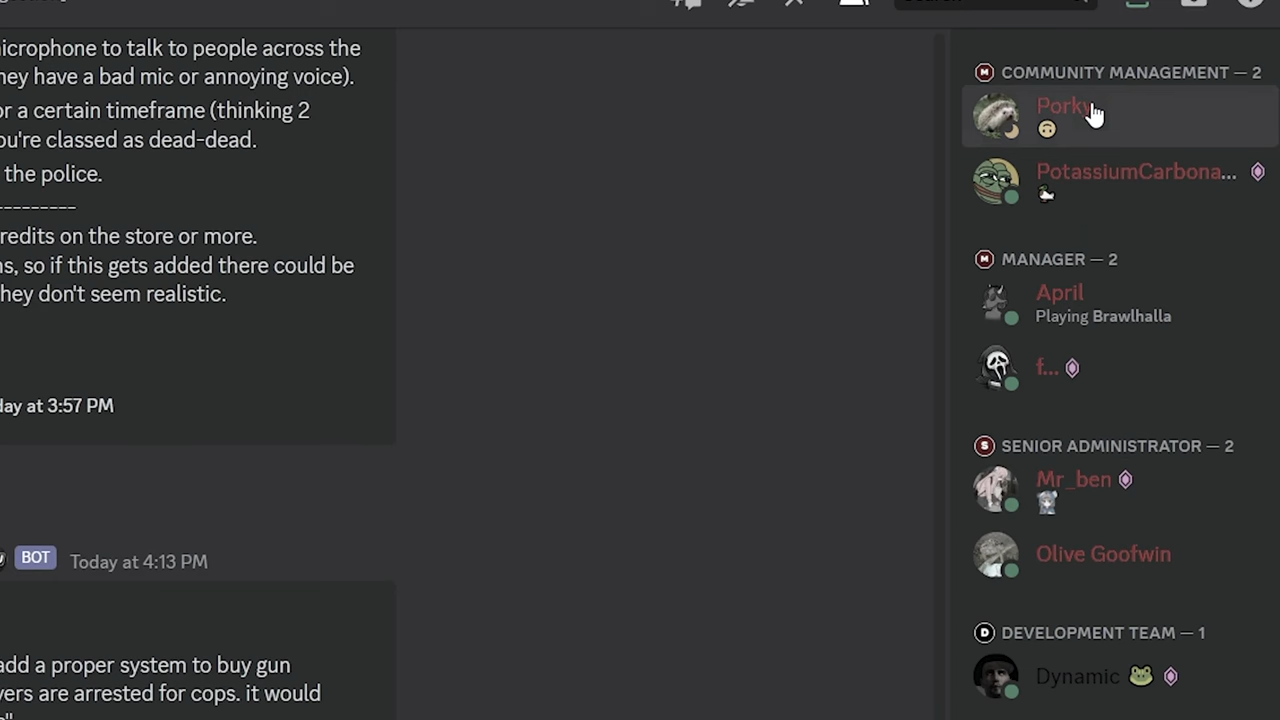 icrophone to talk to people across the
hey have a bad mic or annoying voice).
or a certain timeframe (thinking 2
ou're classed as dead-dead.
the police.
----------
redits on the store or more.
ns, so if this gets added there could be
hey don't seem realistic.
day at 3:57 PM
BOT Today at 4:13 PM
add a proper system to buy gun
yers are arrested for cops. it would
M COMMUNITY MANAGEMENT — 2
Porky
PotassiumCarbona...
M MANAGER — 2
April
Playing Brawlhalla
f...
S SENIOR ADMINISTRATOR — 2
Mr_ben
Olive Goofwin
D DEVELOPMENT TEAM — 1
Dynamic